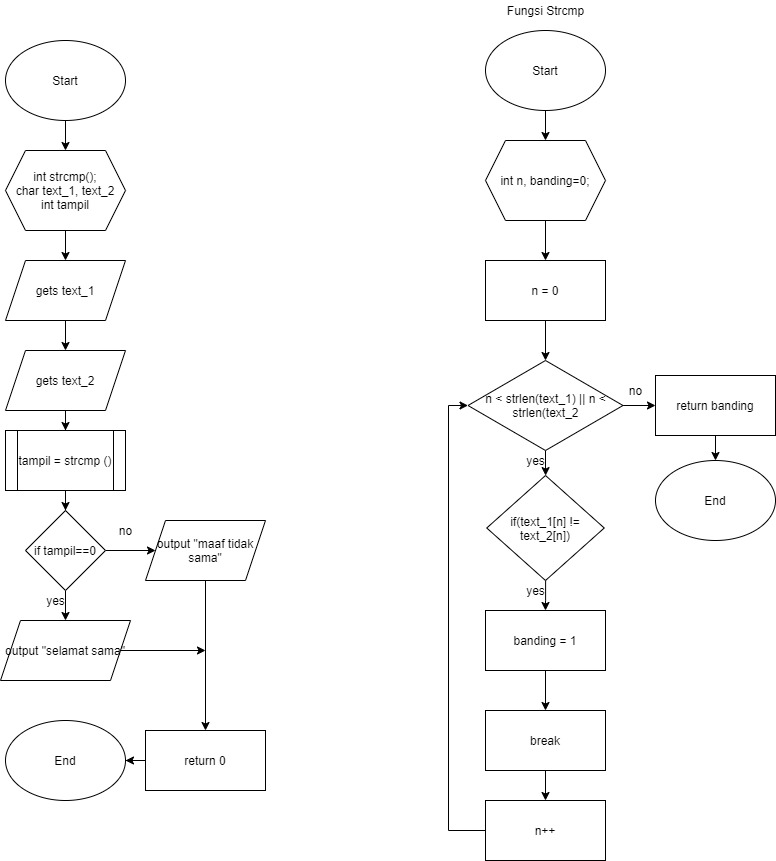 Start
int strcmp();
char text_1, text_2
int tampil
gets text_1
gets text_2
tampil = strcmp ()
if tampil==0
no
output "maaf tidak
sama"
yes
output "selamat sama"
return 0
End
Fungsi Strcmp
Start
int n, banding=0;
n = 0
n < strlen(text_1) || n <
strlen(text_2
no
return banding
End
yes
if(text_1[n] !=
text_2[n])
yes
banding = 1
break
n++